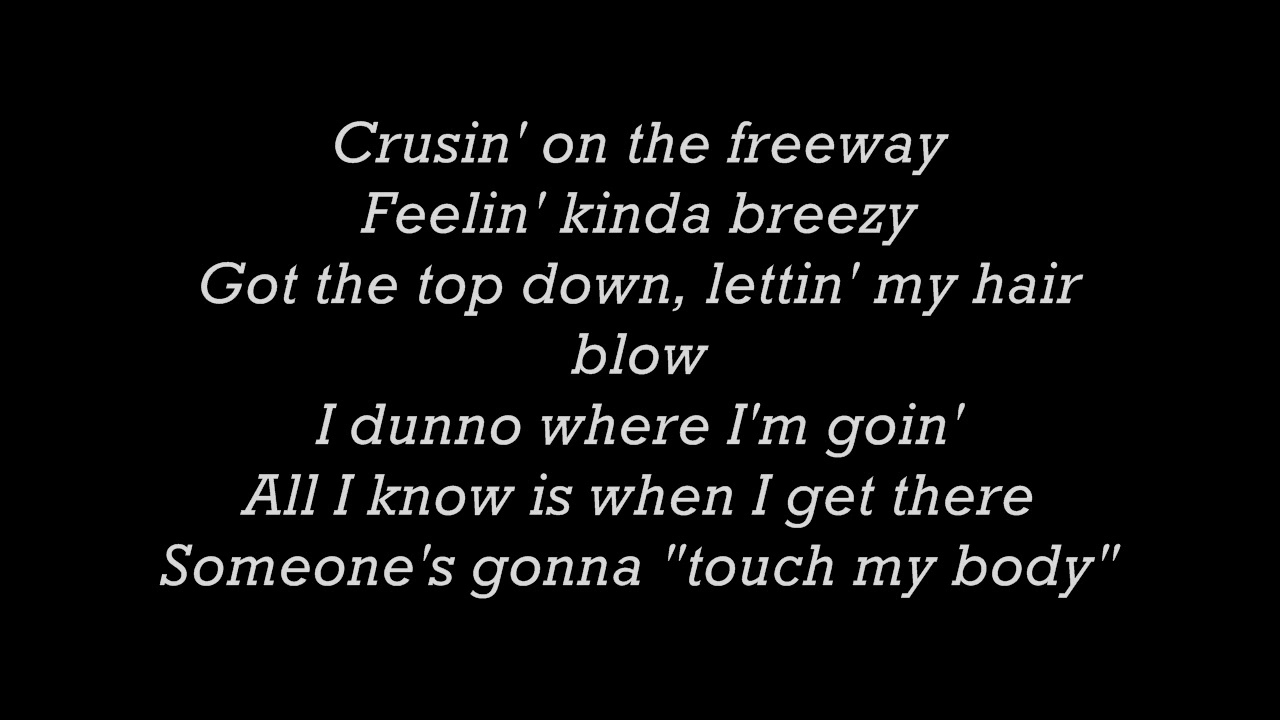 Crusin' on the freeway
Feelin' kinda breezy
Got the top down, lettin' my hair
blow
I dunno where I'm goin'
All I know is when I get there
Someone's gonna "touch my body"